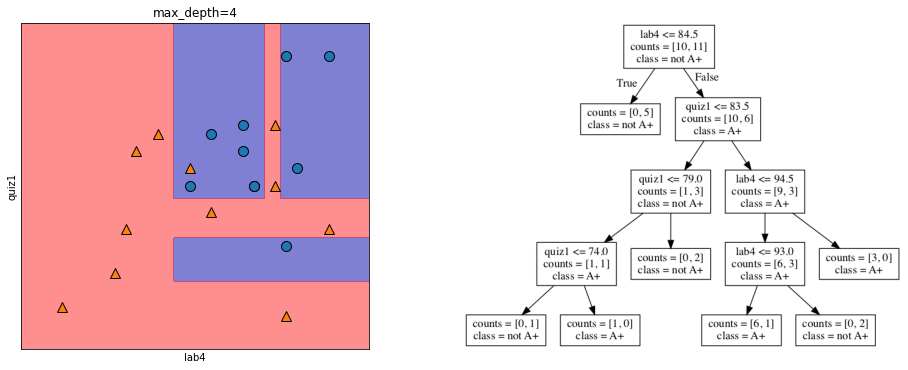 max_depth=4
quiz1
lab4
lab4 <= 84.5
counts = [10, 11]
class = not A+
True
False
counts = [0, 5]
class = not A+
quiz1 <= 83.5
counts = [10, 6]
class = A+
quiz1 <= 79.0
counts = [1, 3]
class = not A+
lab4 <= 94.5
counts = [9, 3]
class = A+
quiz1 <= 74.0
counts = [1, 1]
class = A+
counts = [0, 2]
class = not A+
lab4 <= 93.0
counts = [6, 3]
class = A+
counts = [3, 0]
class = A+
counts = [0, 1]
class = not A+
counts = [1, 0]
class = A+
counts = [6, 1]
class = A+
counts = [0, 2]
class = not A+